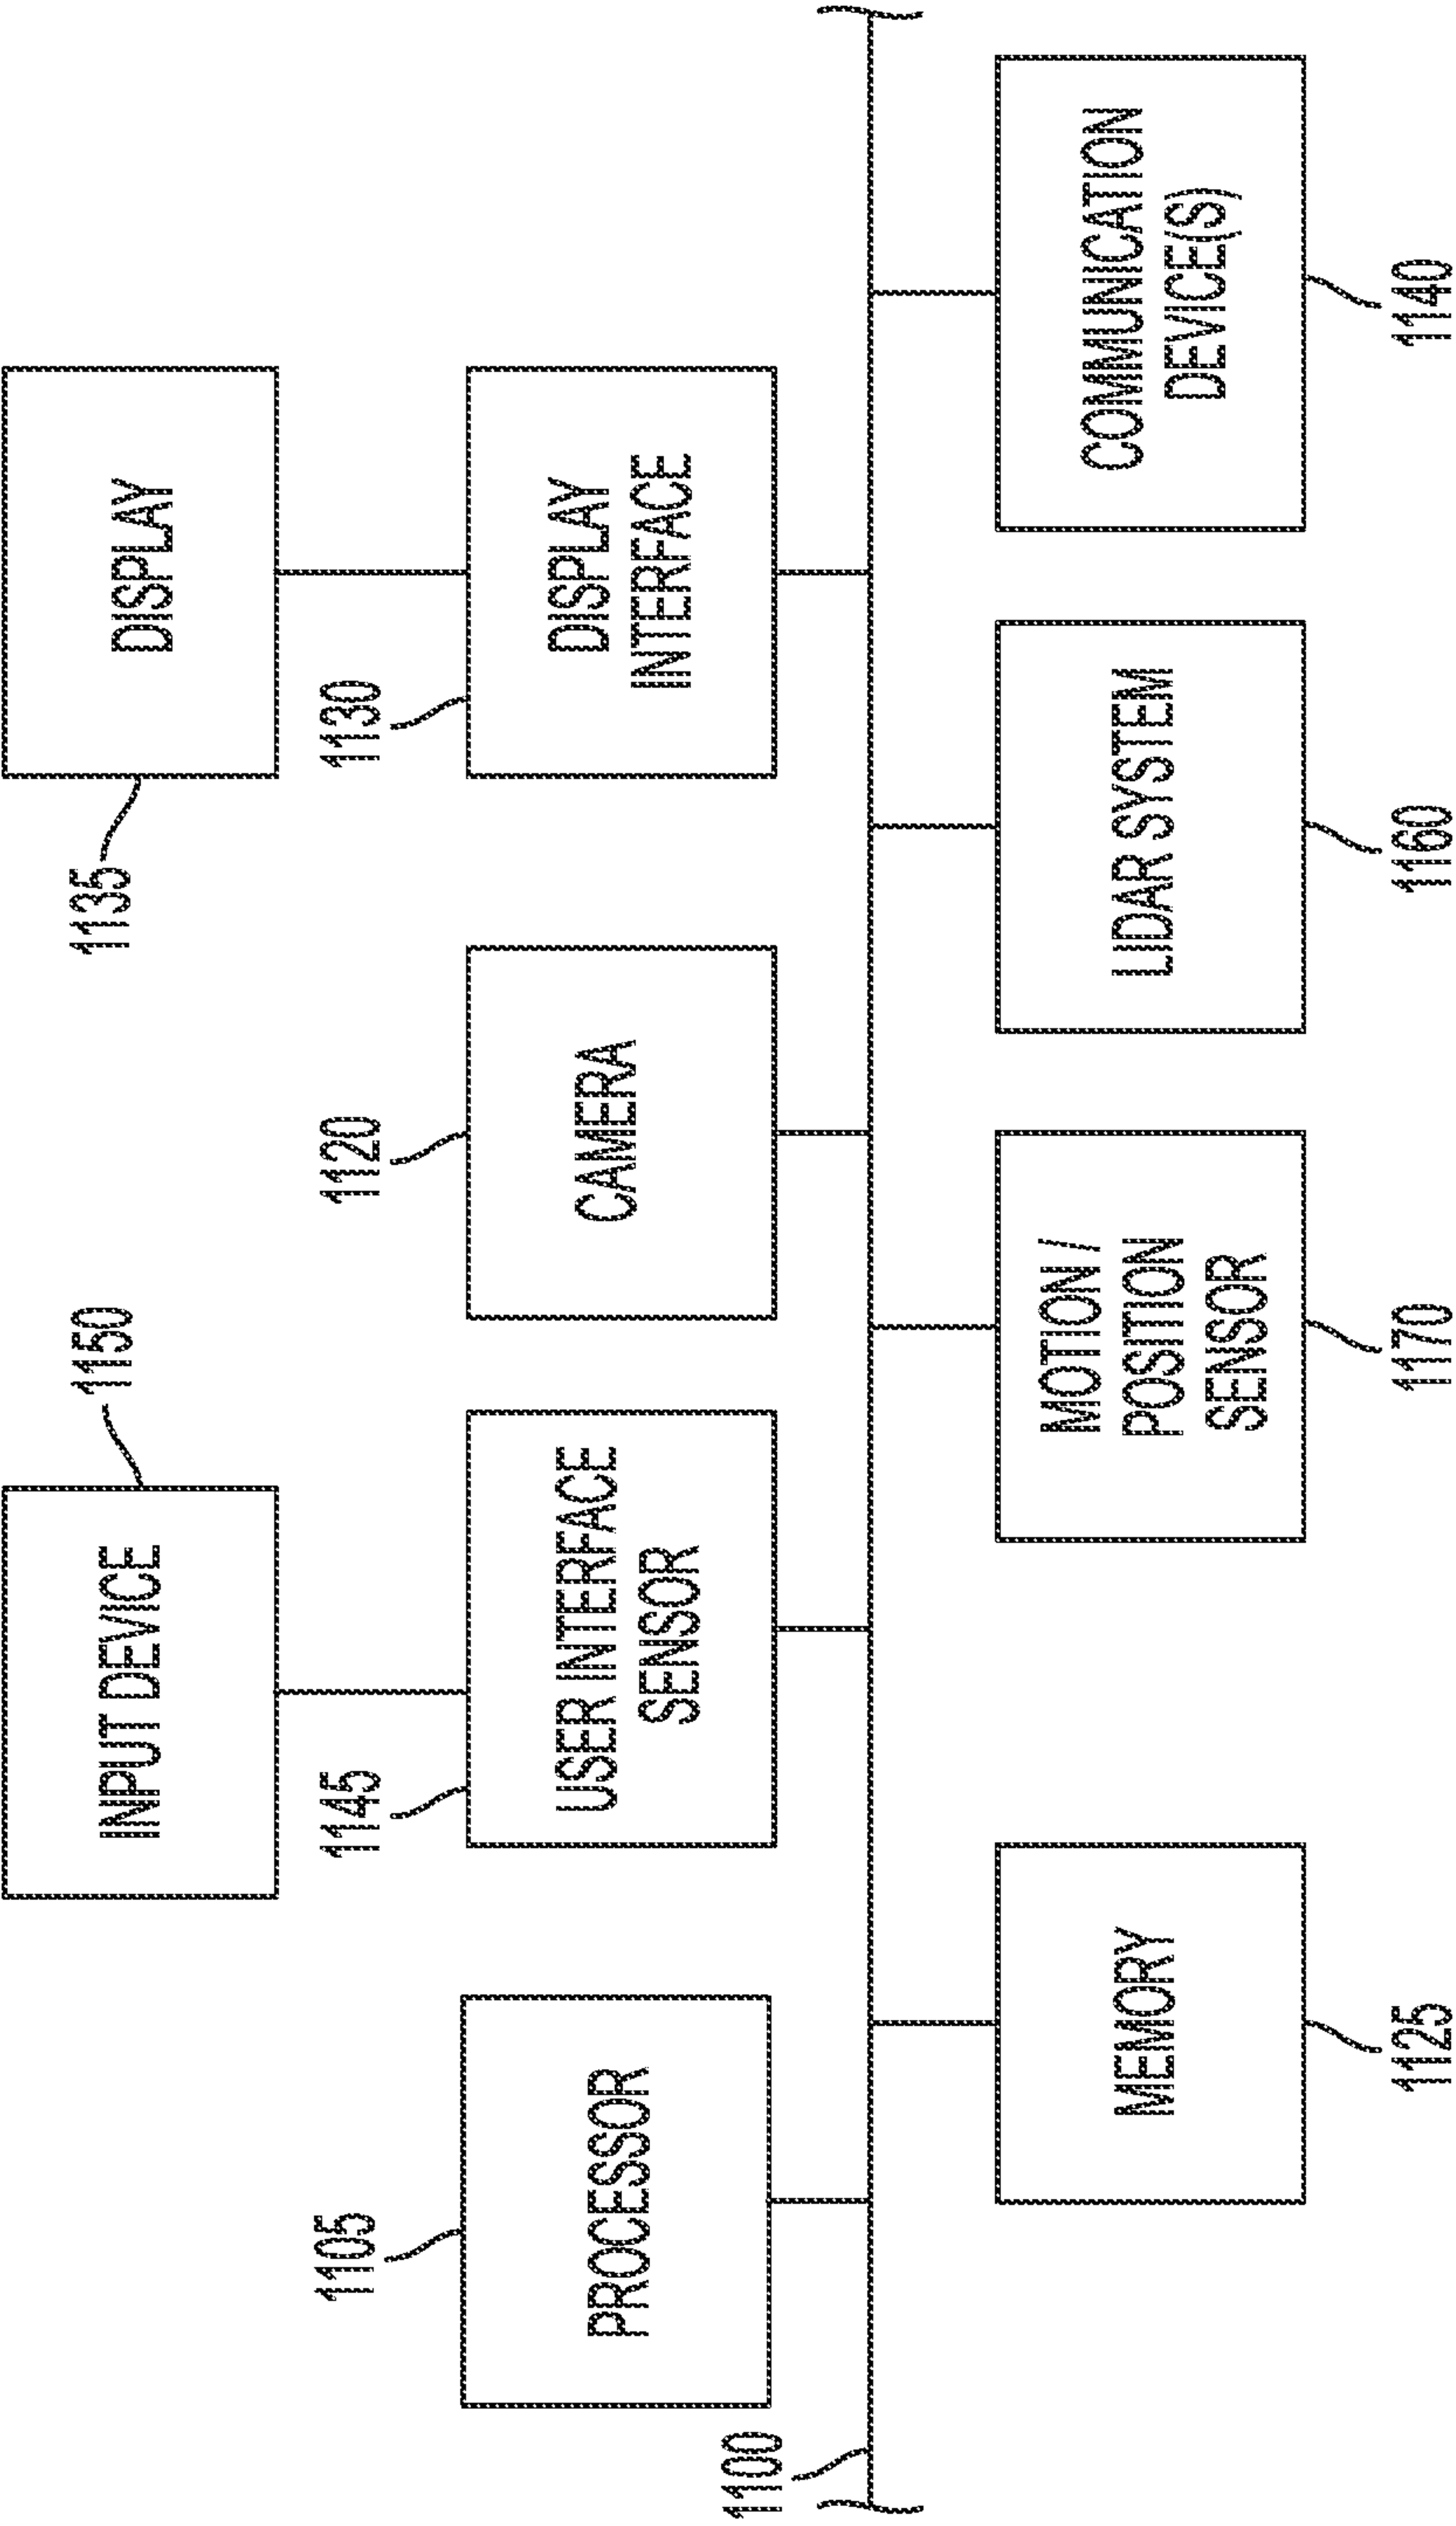 1150
INPUT DEVICE
1135
DISPLAY
1105
PROCESSOR
1145
USER INTERFACE
SENSOR
1120
CAMERA
1130
DISPLAY
INTERFACE
1100
MEMORY
1125
MOTION /
POSITION
SENSOR
1170
LIDAR SYSTEM
1160
COMMUNICATION
DEVICE(S)
1140